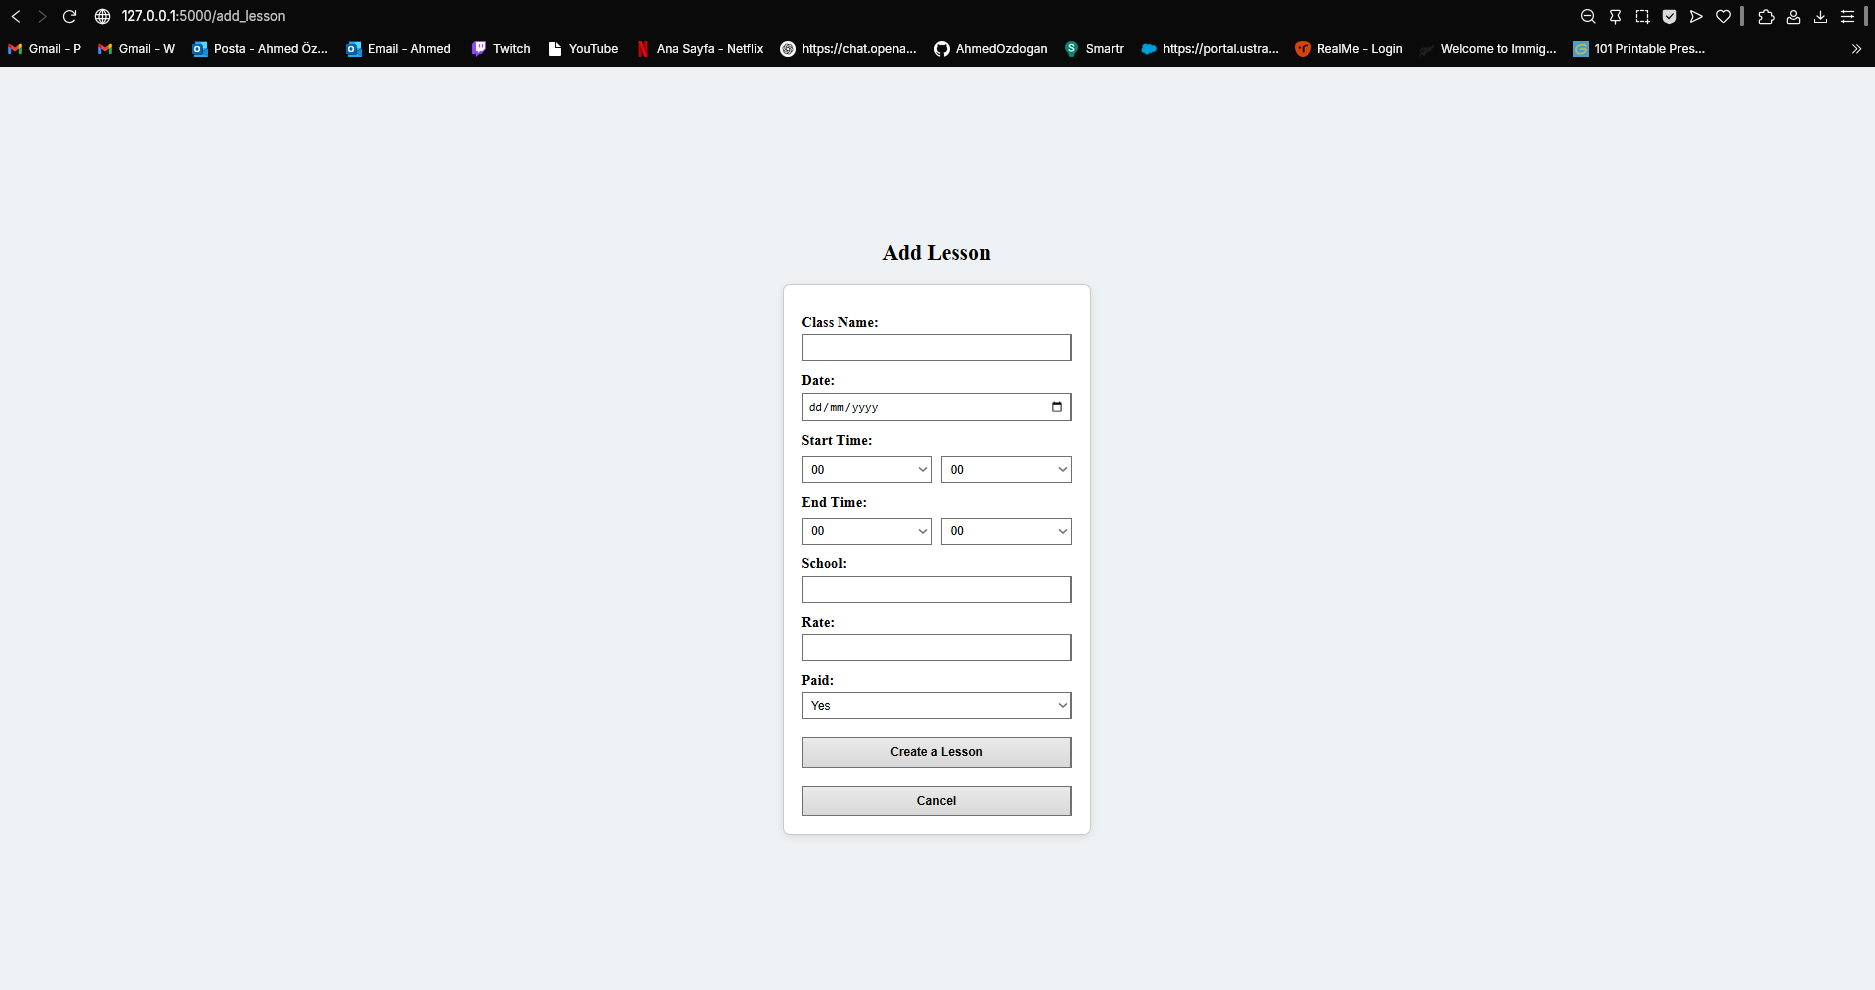 127.0.0.1:5000/add_lesson
Gmail - P Gmail - W Posta - Ahmed Öz... Email - Ahmed Twitch YouTube Ana Sayfa - Netflix https://chat.opena... AhmedOzdogan Smartr https://portal.ustra... RealMe - Login Welcome to Immig... 101 Printable Pres...
Add Lesson
Class Name:
Date:
dd/mm/yyyy
Start Time:
00 00
End Time:
00 00
School:
Rate:
Paid:
Yes
Create a Lesson
Cancel